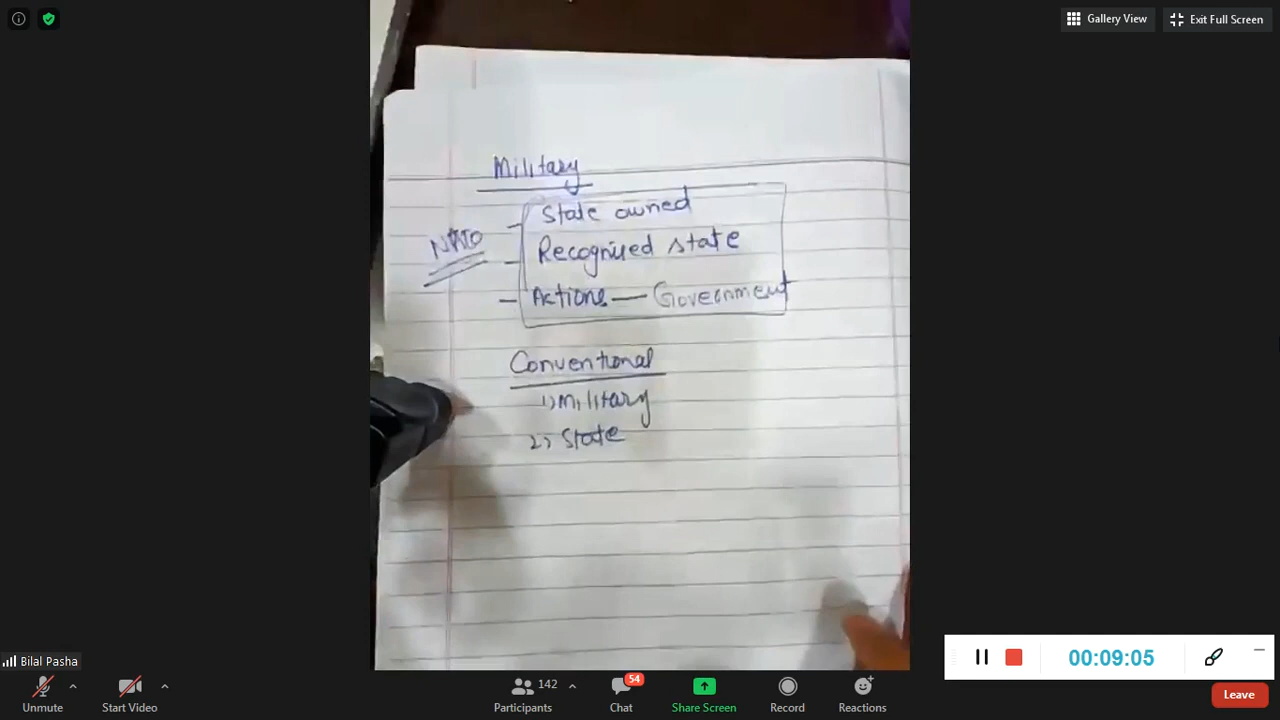 Gallery View
Exit Full Screen
Military
State owned
NATO
Recognised state
- Actions — Government
Conventional
1) Military
2) State
Bilal Pasha
00:09:05
142
54
Unmute
Start Video
Participants
Chat
Share Screen
Record
Reactions
Leave